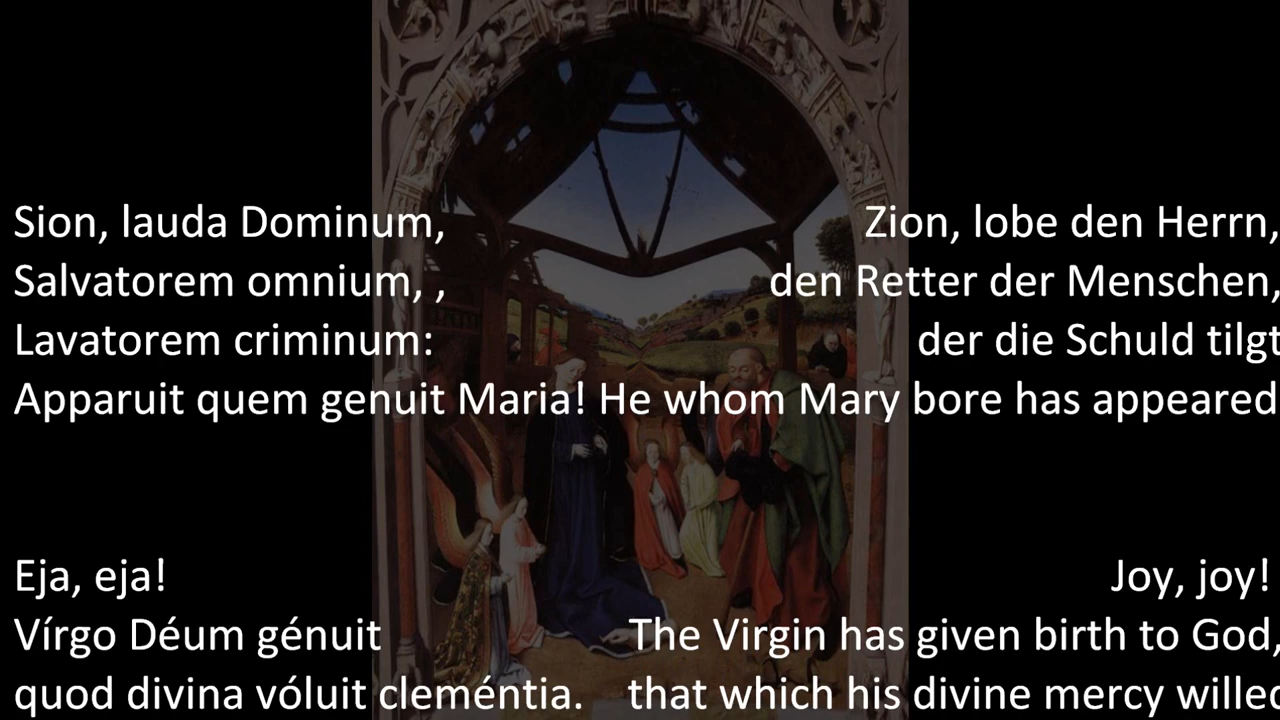 Sion, lauda Dominum, Zion, lobe den Herrn,
Salvatorem omnium, , den Retter der Menschen,
Lavatorem criminum: der die Schuld tilgt
Apparuit quem genuit Maria! He whom Mary bore has appeared
Eja, eja! Joy, joy!
Vírgo Déum génuit The Virgin has given birth to God,
quod divina vóluit cleméntia. that which his divine mercy willed